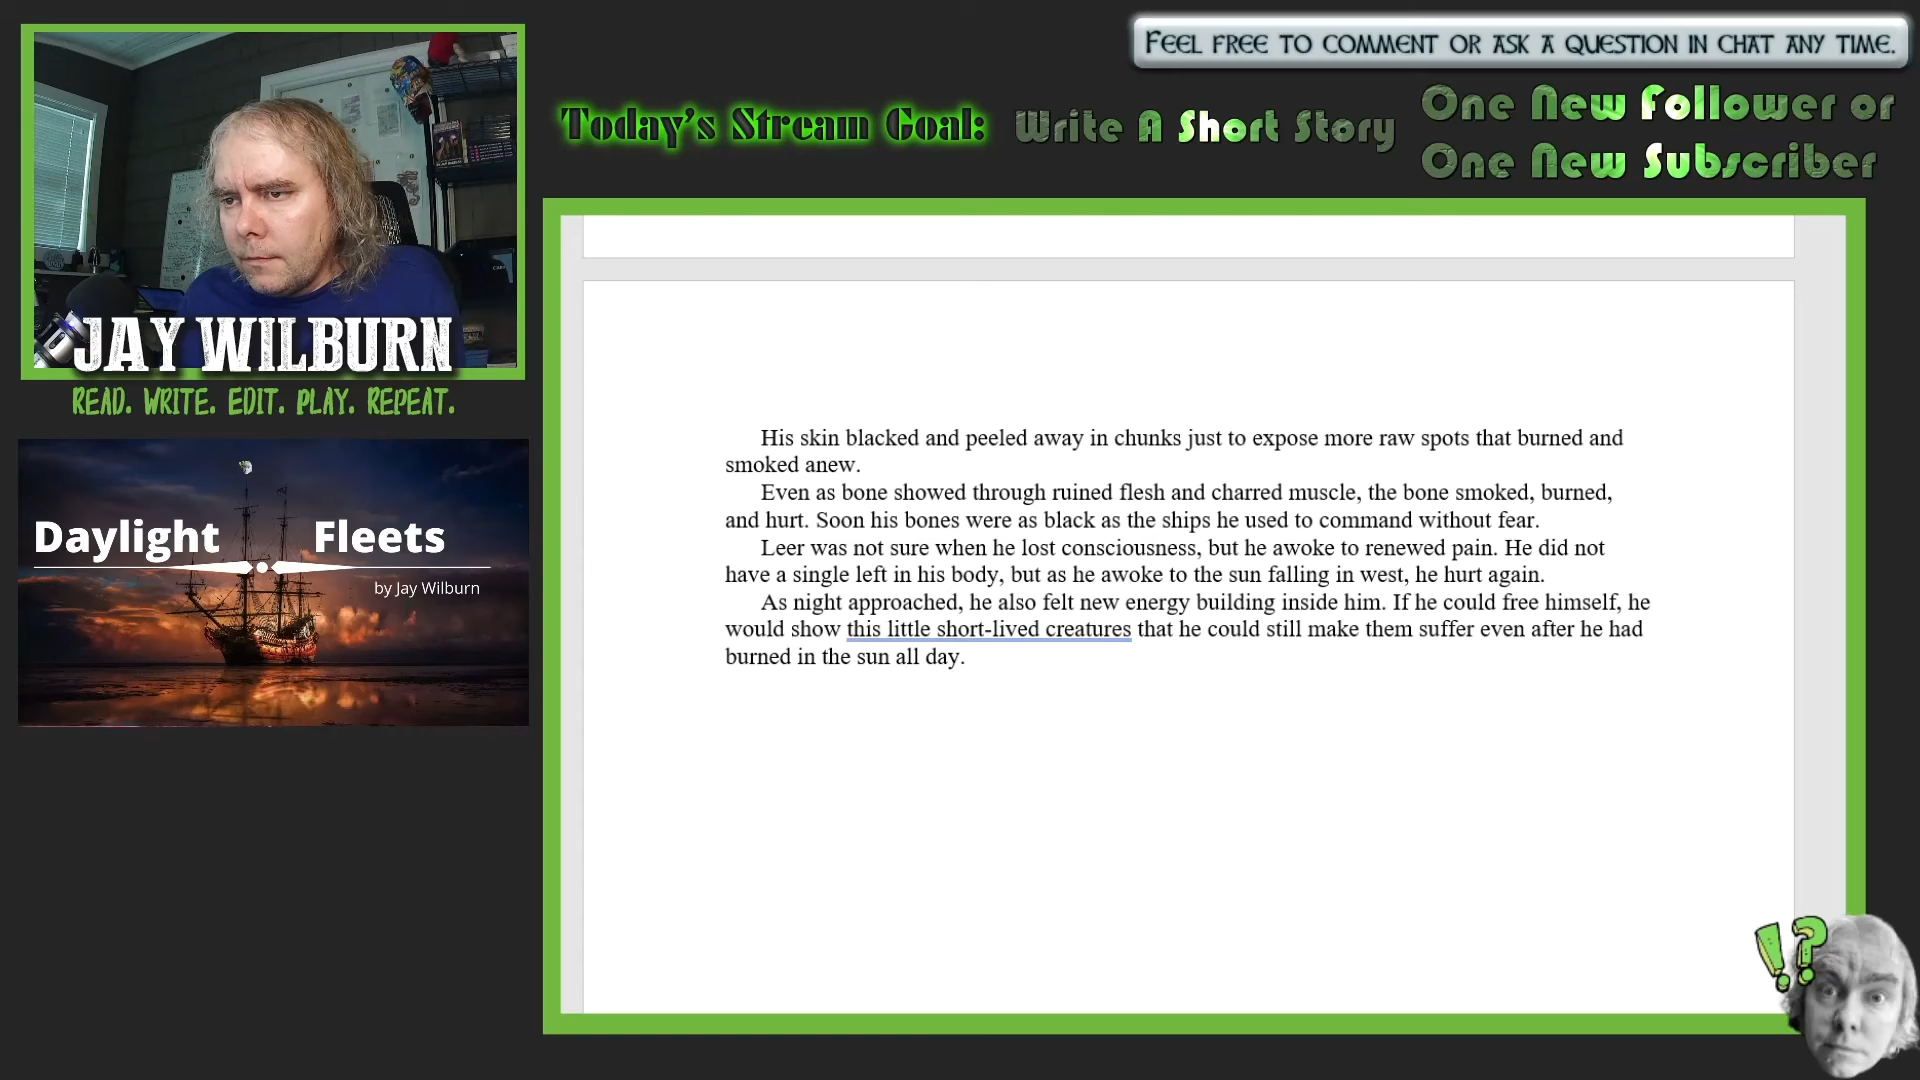 FEEL FREE TO COMMENT OR ASK A QUESTION IN CHAT ANY TIME.
Today's Stream Goal:
Write A Short Story
One New Follower or
One New Subscriber
JAY WILBURN
READ. WRITE. EDIT. PLAY. REPEAT.
Daylight Fleets
by Jay Wilburn
His skin blacked and peeled away in chunks just to expose more raw spots that burned and
smoked anew.
Even as bone showed through ruined flesh and charred muscle, the bone smoked, burned,
and hurt. Soon his bones were as black as the ships he used to command without fear.
Leer was not sure when he lost consciousness, but he awoke to renewed pain. He did not
have a single left in his body, but as he awoke to the sun falling in west, he hurt again.
As night approached, he also felt new energy building inside him. If he could free himself, he
would show this little short-lived creatures that he could still make them suffer even after he had
burned in the sun all day.
!?